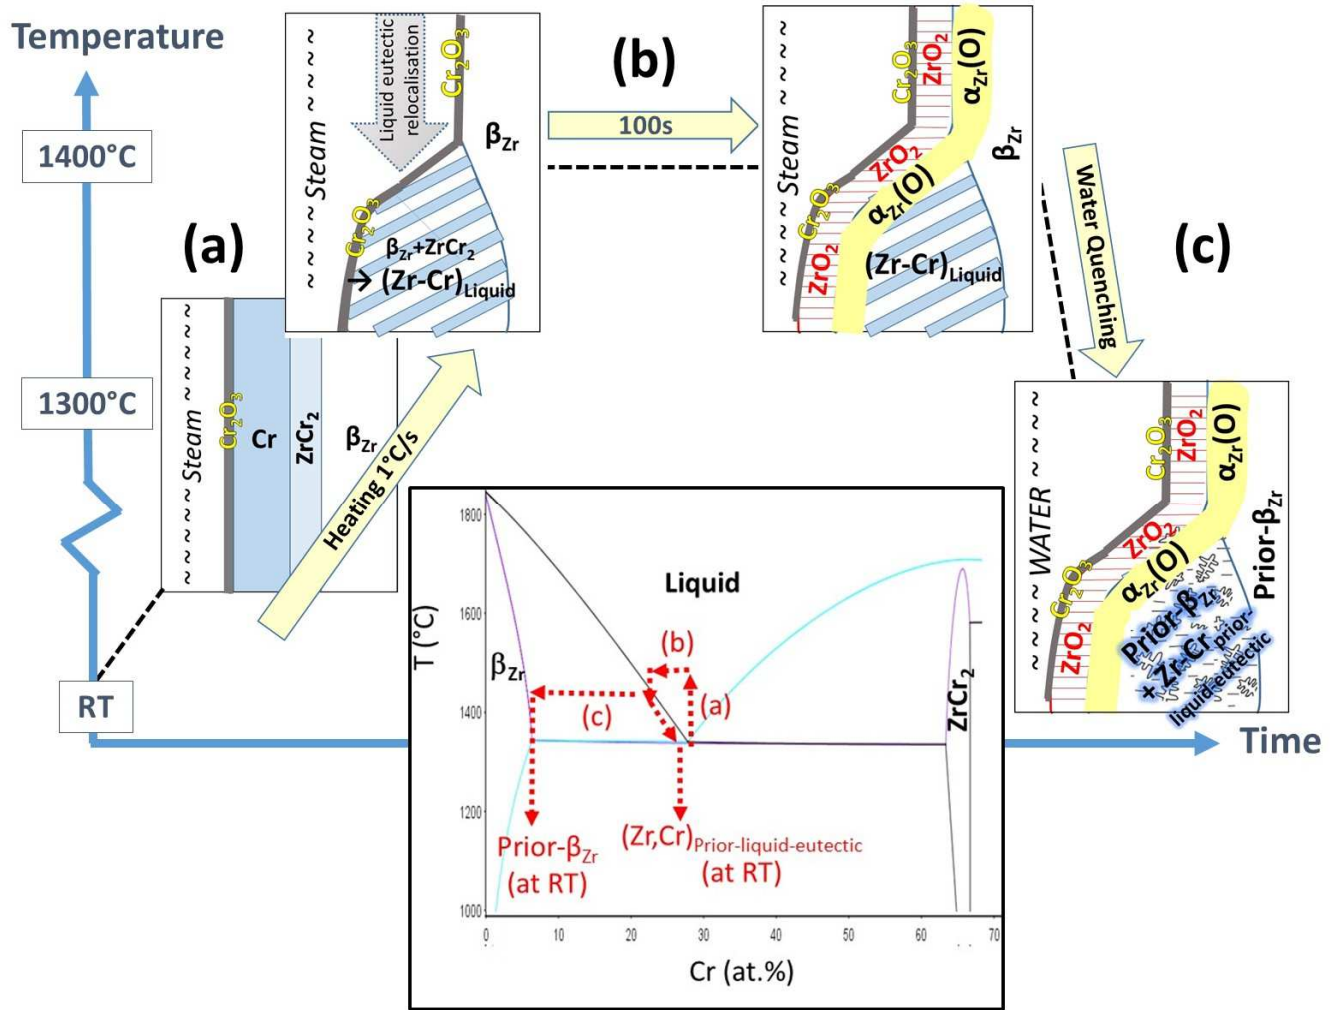 Temperature
1400°C
1300°C
RT
Time
(a)
Steam
Cr₂O₃
Cr
ZrCr₂
βZr
Heating 1°C/s
Liquid eutectic
relocalisation
Steam
Cr₂O₃
βZr
Cr₂O₃
βZr+ZrCr₂
→ (Zr-Cr)Liquid
(b)
100s
Steam
Cr₂O₃
ZrO₂
αZr(O)
βZr
ZrO₂
αZr(O)
Cr₂O₃
ZrO₂
(Zr-Cr)Liquid
Water Quenching
(c)
WATER
Cr₂O₃
ZrO₂
αZr(O)
Prior-βZr
ZrO₂
αZr(O)
Cr₂O₃
ZrO₂
Prior-βZr
+ Zr-Crprior-
liquid-eutectic
T (°C)
1800
1600
1400
1200
1000
Liquid
βZr
ZrCr₂
(b)
(a)
(c)
Prior-βZr
(at RT)
(Zr,Cr)Prior-liquid-eutectic
(at RT)
0 10 20 30 40 50 60 70
Cr (at.%)